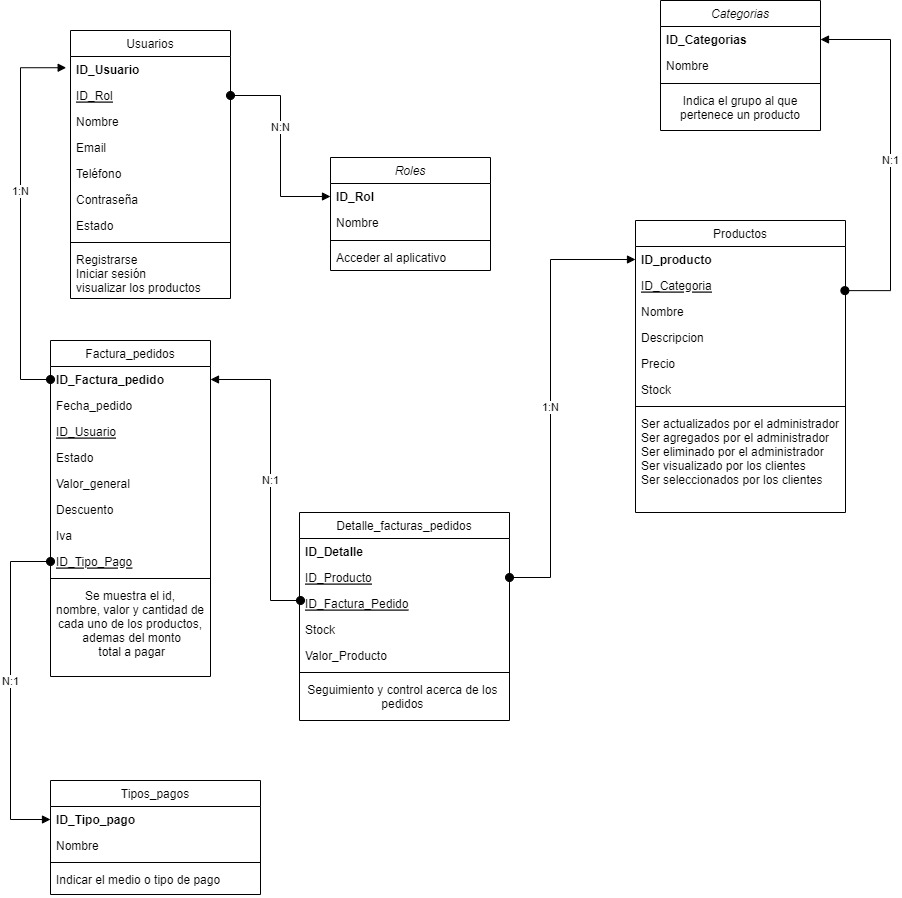 Categorias
ID_Categorias
Nombre
Indica el grupo al que
pertenece un producto
N:1
Usuarios
ID_Usuario
ID_Rol
Nombre
Email
Teléfono
Contraseña
Estado
Registrarse
Iniciar sesión
visualizar los productos
1:N
N:N
Roles
ID_Rol
Nombre
Acceder al aplicativo
Productos
ID_producto
ID_Categoria
Nombre
Descripcion
Precio
Stock
Ser actualizados por el administrador
Ser agregados por el administrador
Ser eliminado por el administrador
Ser visualizado por los clientes
Ser seleccionados por los clientes
1:N
Factura_pedidos
ID_Factura_pedido
Fecha_pedido
ID_Usuario
Estado
Valor_general
Descuento
Iva
ID_Tipo_Pago
Se muestra el id,
nombre, valor y cantidad de
cada uno de los productos,
ademas del monto
total a pagar
N:1
Detalle_facturas_pedidos
ID_Detalle
ID_Producto
ID_Factura_Pedido
Stock
Valor_Producto
Seguimiento y control acerca de los
pedidos
N:1
Tipos_pagos
ID_Tipo_pago
Nombre
Indicar el medio o tipo de pago